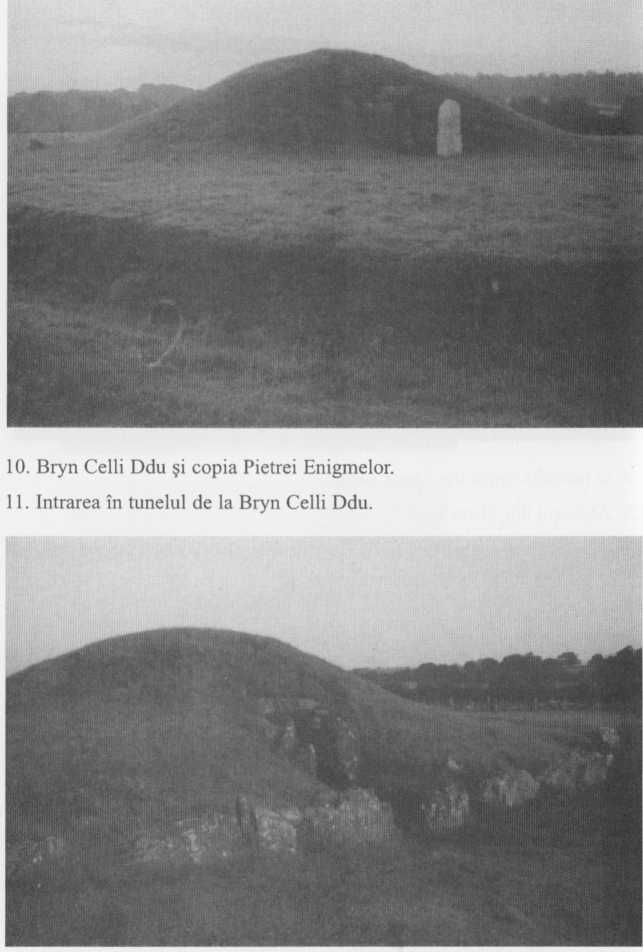 10. Bryn Celli Ddu şi copia Pietrei Enigmelor.
11. Intrarea în tunelul de la Bryn Celli Ddu.